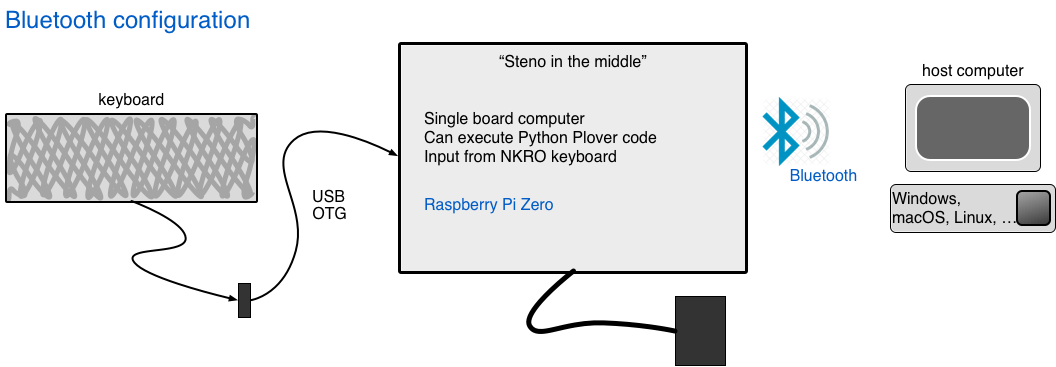 Bluetooth configuration
keyboard
USB
OTG
“Steno in the middle”
Single board computer
Can execute Python Plover code
Input from NKRO keyboard
Raspberry Pi Zero
Bluetooth
host computer
Windows,
macOS, Linux, …